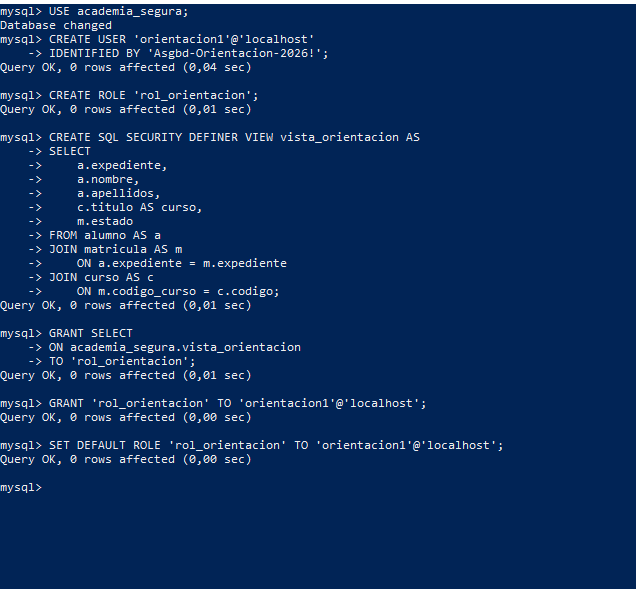 mysql> USE academia_segura;
Database changed
mysql> CREATE USER 'orientacion1'@'localhost'
    -> IDENTIFIED BY 'Asgbd-Orientacion-2026!';
Query OK, 0 rows affected (0,04 sec)

mysql> CREATE ROLE 'rol_orientacion';
Query OK, 0 rows affected (0,01 sec)

mysql> CREATE SQL SECURITY DEFINER VIEW vista_orientacion AS
    -> SELECT
    ->     a.expediente,
    ->     a.nombre,
    ->     a.apellidos,
    ->     c.titulo AS curso,
    ->     m.estado
    -> FROM alumno AS a
    -> JOIN matricula AS m
    ->     ON a.expediente = m.expediente
    -> JOIN curso AS c
    ->     ON m.codigo_curso = c.codigo;
Query OK, 0 rows affected (0,01 sec)

mysql> GRANT SELECT
    -> ON academia_segura.vista_orientacion
    -> TO 'rol_orientacion';
Query OK, 0 rows affected (0,01 sec)

mysql> GRANT 'rol_orientacion' TO 'orientacion1'@'localhost';
Query OK, 0 rows affected (0,00 sec)

mysql> SET DEFAULT ROLE 'rol_orientacion' TO 'orientacion1'@'localhost';
Query OK, 0 rows affected (0,00 sec)

mysql>